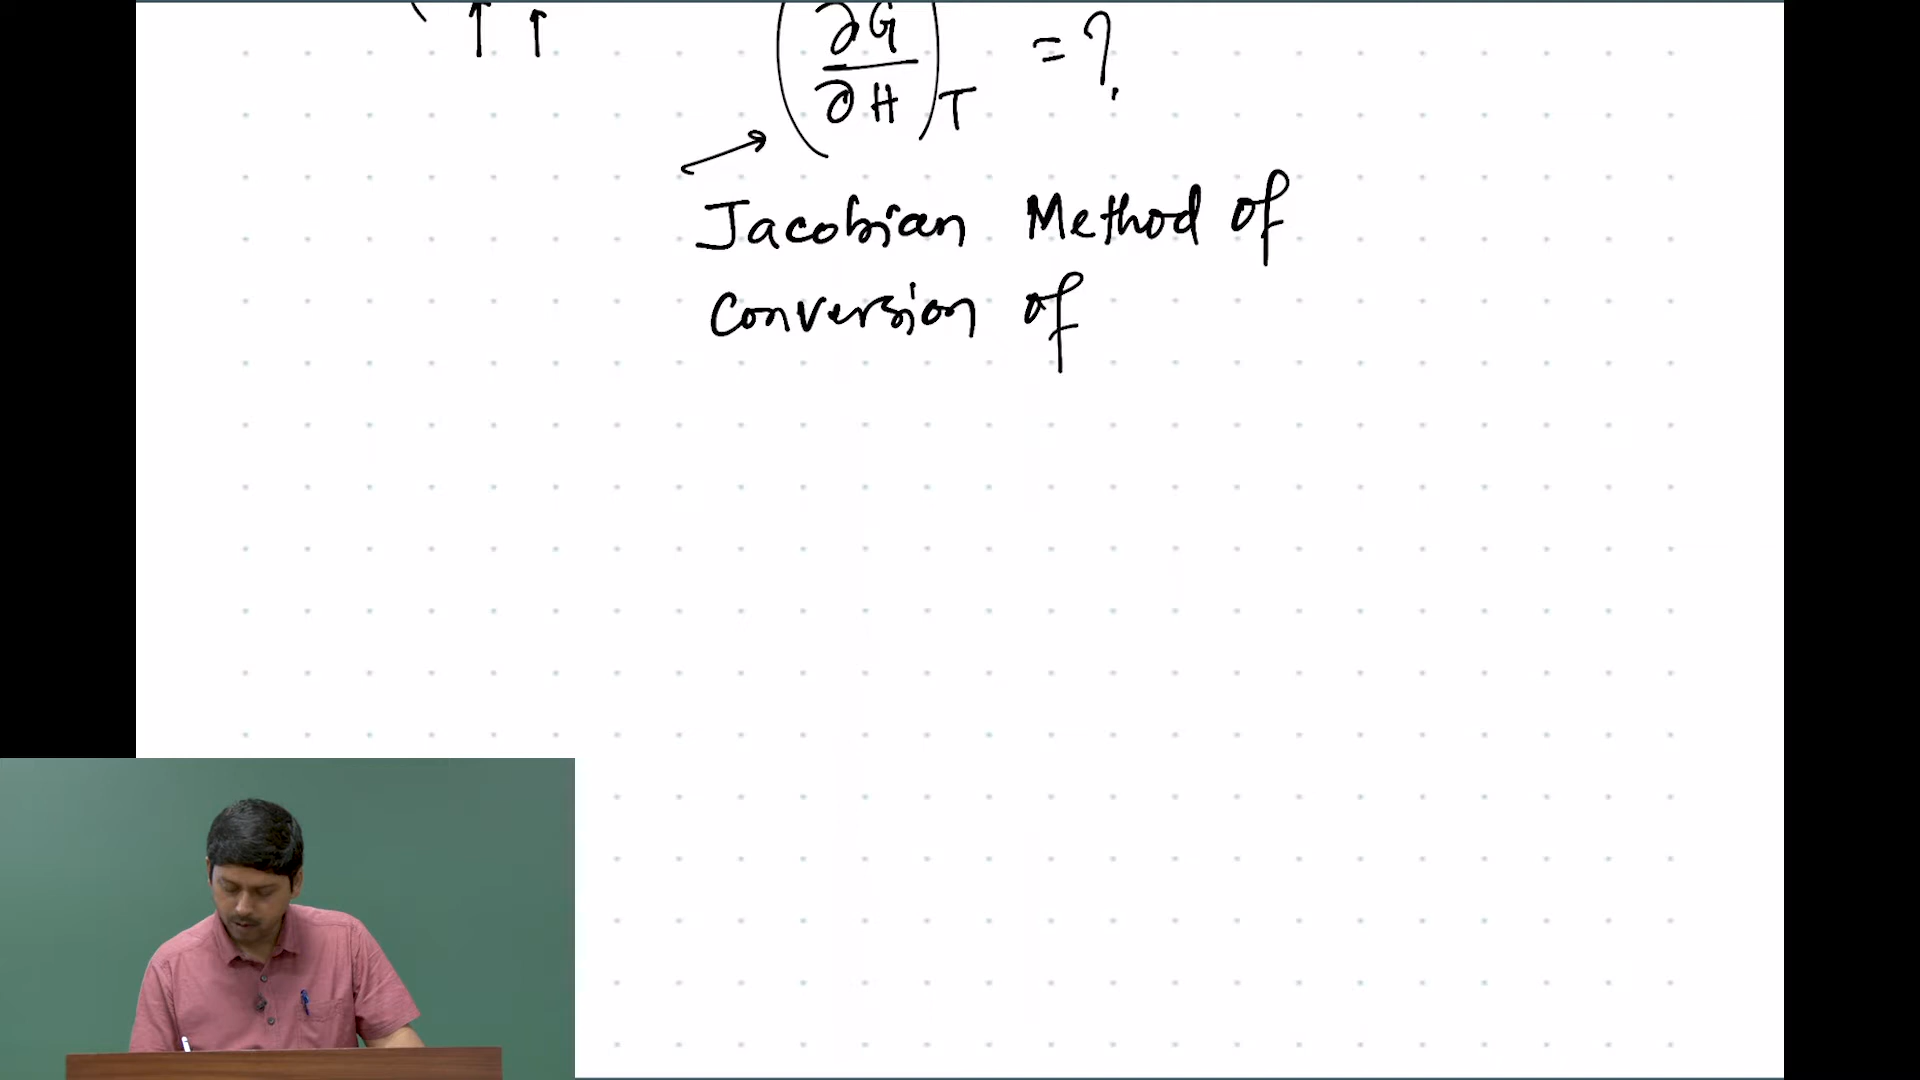 (∂G/∂H)_T = ?
Jacobian Method of
Conversion of